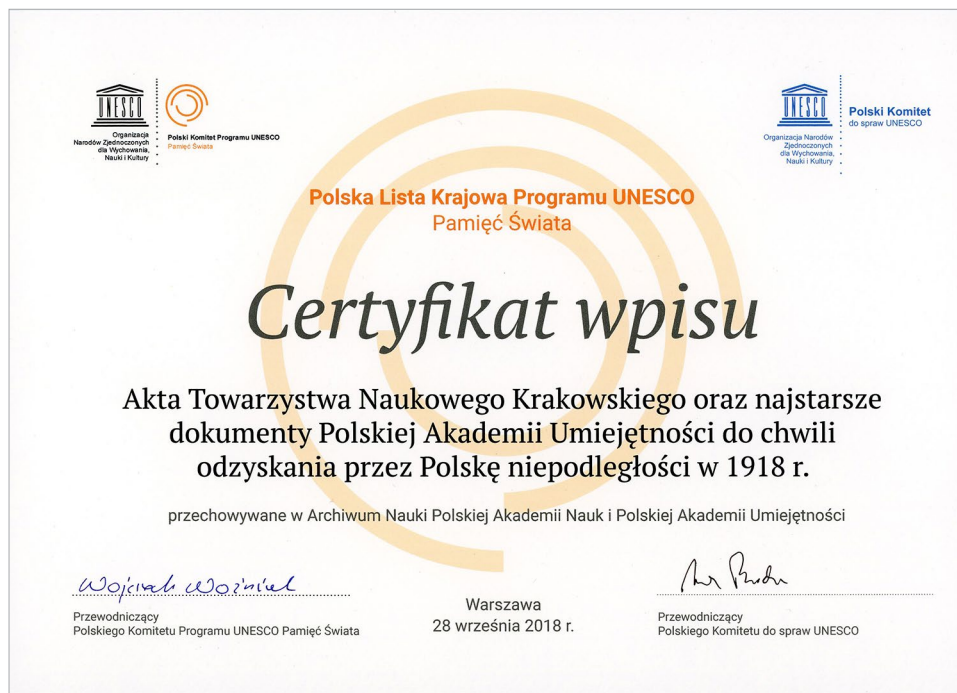 UNESCO
Organizacja
Narodów Zjednoczonych
dla Wychowania,
Nauki i Kultury
Polski Komitet Programu UNESCO
Pamięć Świata
UNESCO
Organizacja Narodów
Zjednoczonych
dla Wychowania,
Nauki i Kultury
Polski Komitet
do spraw UNESCO
Polska Lista Krajowa Programu UNESCO
Pamięć Świata
Certyfikat wpisu
Akta Towarzystwa Naukowego Krakowskiego oraz najstarsze
dokumenty Polskiej Akademii Umiejętności do chwili
odzyskania przez Polskę niepodległości w 1918 r.
przechowywane w Archiwum Nauki Polskiej Akademii Nauk i Polskiej Akademii Umiejętności
Wojciech Woźniak
Przewodniczący
Polskiego Komitetu Programu UNESCO Pamięć Świata
Warszawa
28 września 2018 r.
Przewodniczący
Polskiego Komitetu do spraw UNESCO